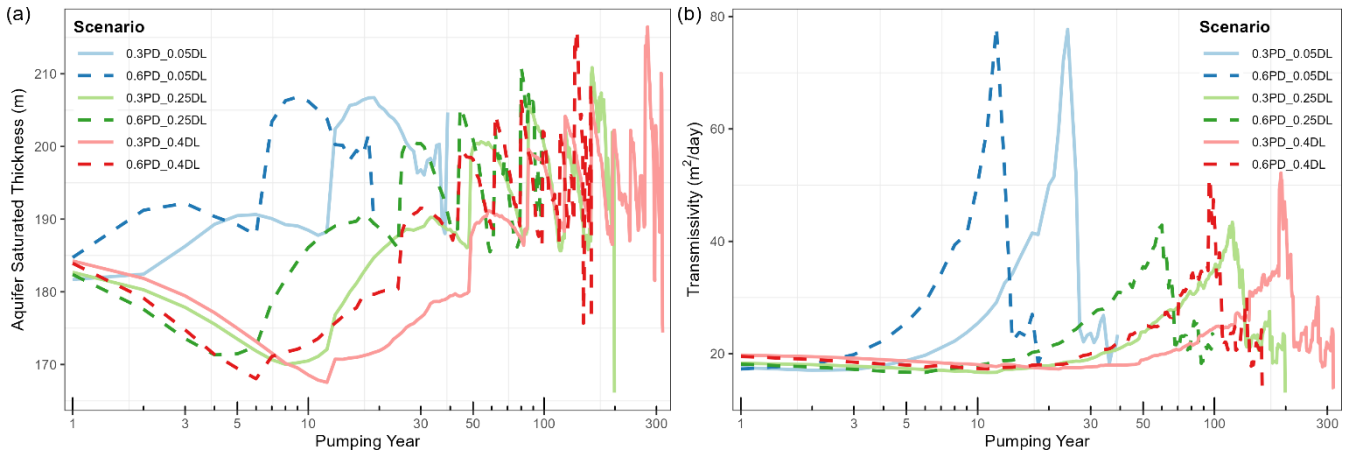 (a)
Scenario
0.3PD_0.05DL
0.6PD_0.05DL
0.3PD_0.25DL
0.6PD_0.25DL
0.3PD_0.4DL
0.6PD_0.4DL
Aquifer Saturated Thickness (m)
210
200
190
180
170
1 3 5 10 30 50 100 300
Pumping Year
(b)
Scenario
0.3PD_0.05DL
0.6PD_0.05DL
0.3PD_0.25DL
0.6PD_0.25DL
0.3PD_0.4DL
0.6PD_0.4DL
Transmissivity (m²/day)
80
60
40
20
1 3 5 10 30 50 100 300
Pumping Year